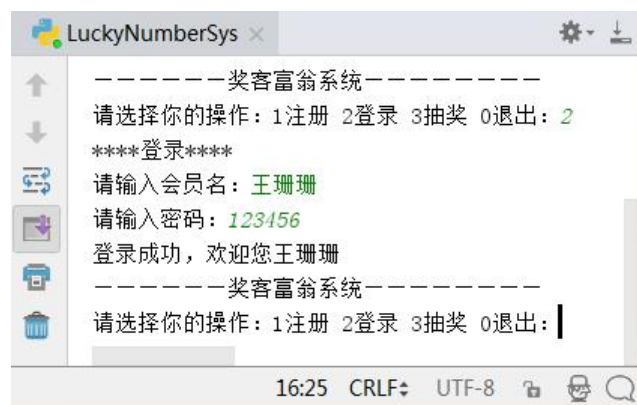 LuckyNumberSys
——————奖客富翁系统————————
请选择你的操作：1注册 2登录 3抽奖 0退出：2
****登录****
请输入会员名：王珊珊
请输入密码：123456
登录成功，欢迎您王珊珊
——————奖客富翁系统————————
请选择你的操作：1注册 2登录 3抽奖 0退出：
16:25 CRLF UTF-8